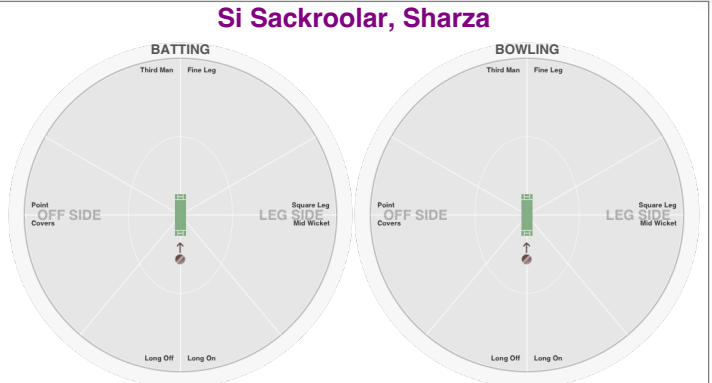 Si Sackroolar, Sharza
BATTING
Third Man Fine Leg
Point Square Leg
OFF SIDE LEG SIDE
Covers Mid Wicket
Long Off Long On
BOWLING
Third Man Fine Leg
Point Square Leg
OFF SIDE LEG SIDE
Covers Mid Wicket
Long Off Long On